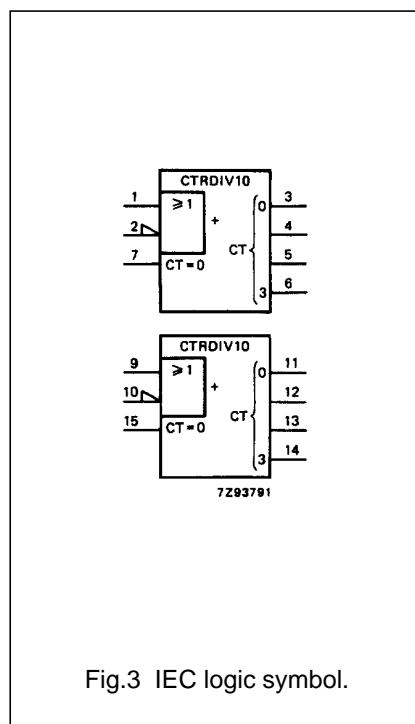 CTRDIV10
1 ≥1 + 0 3
2 4
7 CT=0 CT 5
3 6
CTRDIV10
9 ≥1 + 0 11
10 12
15 CT=0 CT 13
3 14
7Z93791
Fig.3 IEC logic symbol.